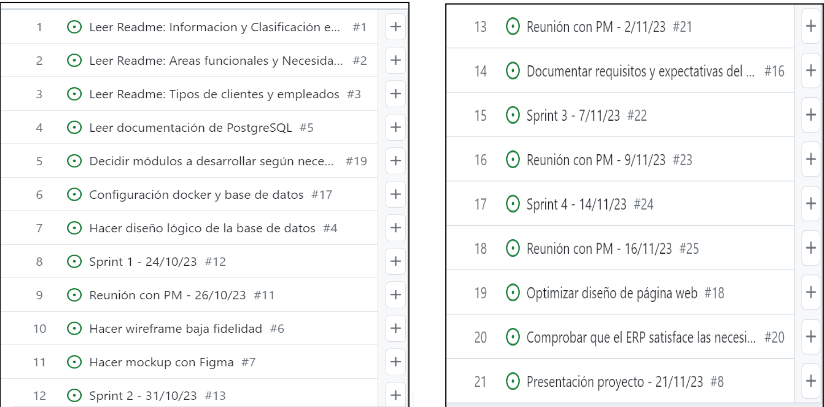 1 Leer Readme: Informacion y Clasificación e... #1 +
2 Leer Readme: Areas funcionales y Necesida... #2 +
3 Leer Readme: Tipos de clientes y empleados #3 +
4 Leer documentación de PostgreSQL #5 +
5 Decidir módulos a desarrollar según nece... #19 +
6 Configuración docker y base de datos #17 +
7 Hacer diseño lógico de la base de datos #4 +
8 Sprint 1 - 24/10/23 #12 +
9 Reunión con PM - 26/10/23 #11 +
10 Hacer wireframe baja fidelidad #6 +
11 Hacer mockup con Figma #7 +
12 Sprint 2 - 31/10/23 #13 +
13 Reunión con PM - 2/11/23 #21 +
14 Documentar requisitos y expectativas del ... #16 +
15 Sprint 3 - 7/11/23 #22 +
16 Reunión con PM - 9/11/23 #23 +
17 Sprint 4 - 14/11/23 #24 +
18 Reunión con PM - 16/11/23 #25 +
19 Optimizar diseño de página web #18 +
20 Comprobar que el ERP satisface las necesi... #20 +
21 Presentación proyecto - 21/11/23 #8 +